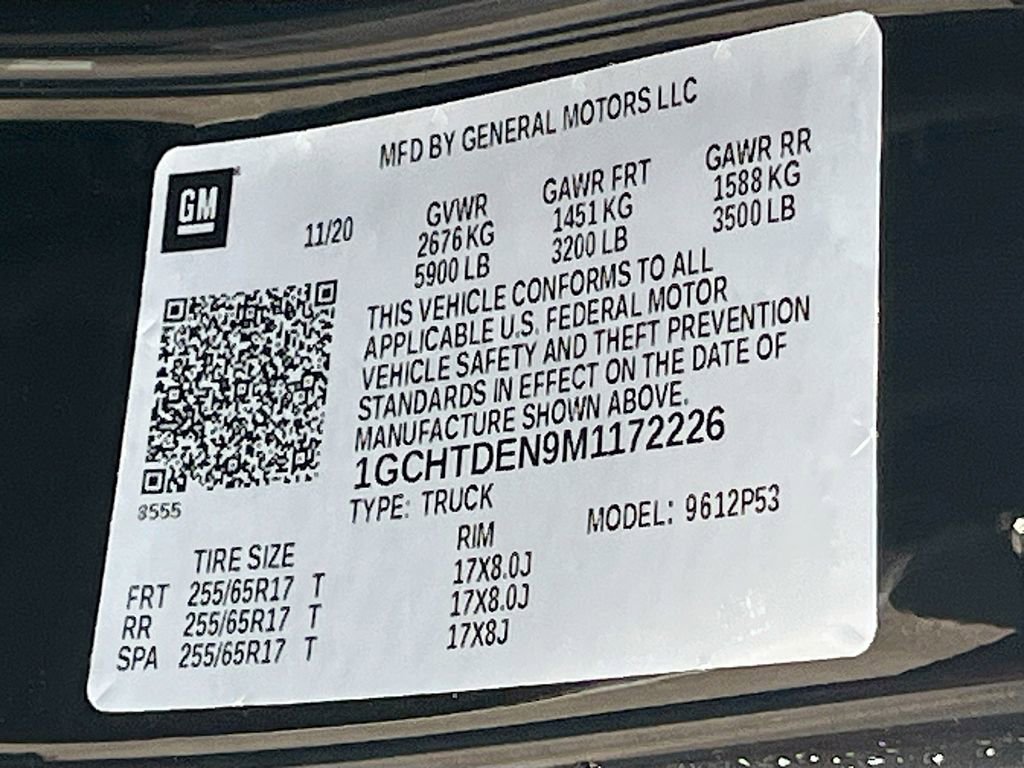 MFD BY GENERAL MOTORS LLC
GM
11/20
GVWR GAWR FRT GAWR RR
2676 KG 1451 KG 1588 KG
5900 LB 3200 LB 3500 LB
THIS VEHICLE CONFORMS TO ALL
APPLICABLE U.S. FEDERAL MOTOR
VEHICLE SAFETY AND THEFT PREVENTION
STANDARDS IN EFFECT ON THE DATE OF
MANUFACTURE SHOWN ABOVE.
1GCHTDEN9M1172226
8555
TYPE: TRUCK MODEL: 9612P53
TIRE SIZE RIM
FRT 255/65R17 T 17X8.0J
RR 255/65R17 T 17X8.0J
SPA 255/65R17 T 17X8J